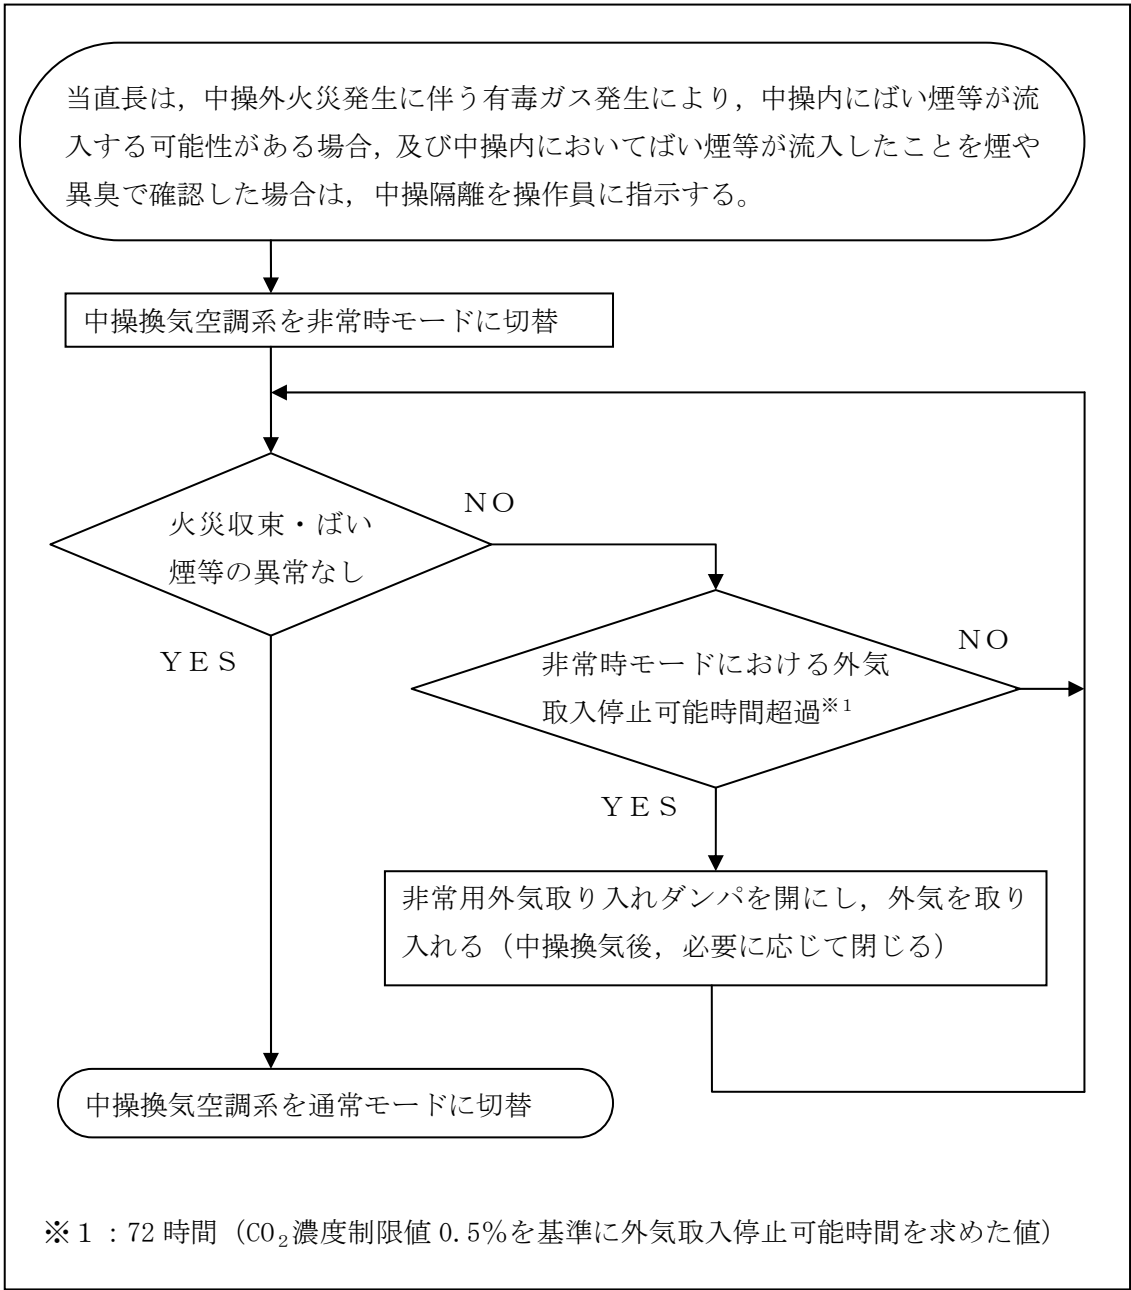 当直長は，中操外火災発生に伴う有毒ガス発生により，中操内にばい煙等が流
入する可能性がある場合，及び中操内においてばい煙等が流入したことを煙や
異臭で確認した場合は，中操隔離を操作員に指示する。
中操換気空調系を非常時モードに切替
火災収束・ばい
煙等の異常なし
ＮＯ
ＹＥＳ
非常時モードにおける外気
取入停止可能時間超過※１
ＮＯ
ＹＥＳ
非常用外気取り入れダンパを開にし，外気を取り
入れる（中操換気後，必要に応じて閉じる）
中操換気空調系を通常モードに切替
※１：72 時間（CO₂濃度制限値 0.5％を基準に外気取入停止可能時間を求めた値）